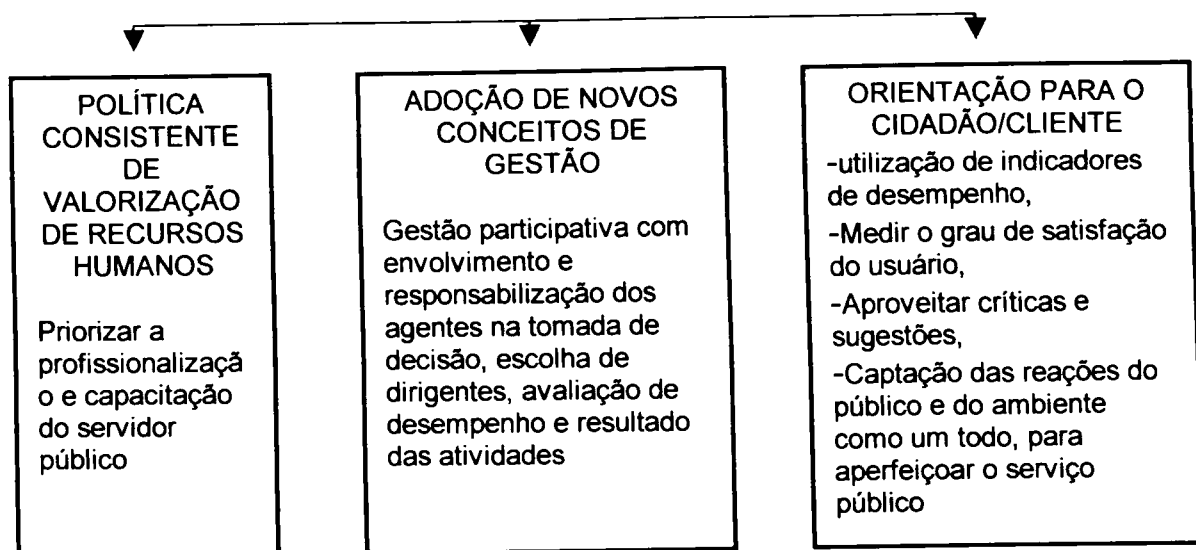 POLÍTICA
CONSISTENTE
DE
VALORIZAÇÃO
DE RECURSOS
HUMANOS
Priorizar a
profissionalizaçã
o e capacitação
do servidor
público
ADOÇÃO DE NOVOS
CONCEITOS DE
GESTÃO
Gestão participativa com
envolvimento e
responsabilização dos
agentes na tomada de
decisão, escolha de
dirigentes, avaliação de
desempenho e resultado
das atividades
ORIENTAÇÃO PARA O
CIDADÃO/CLIENTE
-utilização de indicadores
de desempenho,
-Medir o grau de satisfação
do usuário,
-Aproveitar críticas e
sugestões,
-Captação das reações do
público e do ambiente
como um todo, para
aperfeiçoar o serviço
público